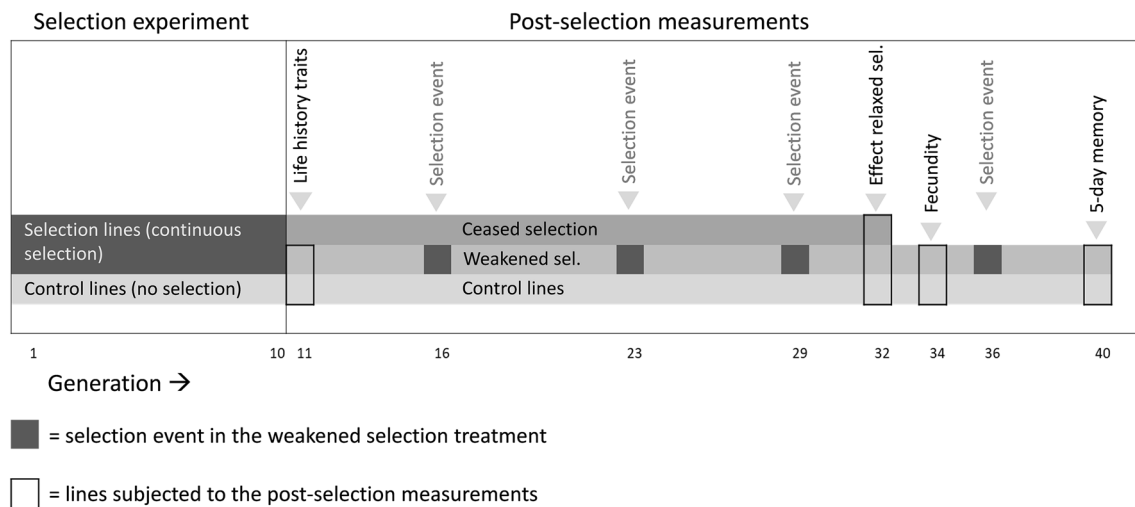 Selection experiment
Post-selection measurements
Life history traits
Selection event
Selection event
Selection event
Effect relaxed sel.
Fecundity
Selection event
5-day memory
Selection lines (continuous
selection)
Control lines (no selection)
Ceased selection
Weakened sel.
Control lines
1 10 11 16 23 29 32 34 36 40
Generation →
= selection event in the weakened selection treatment
= lines subjected to the post-selection measurements